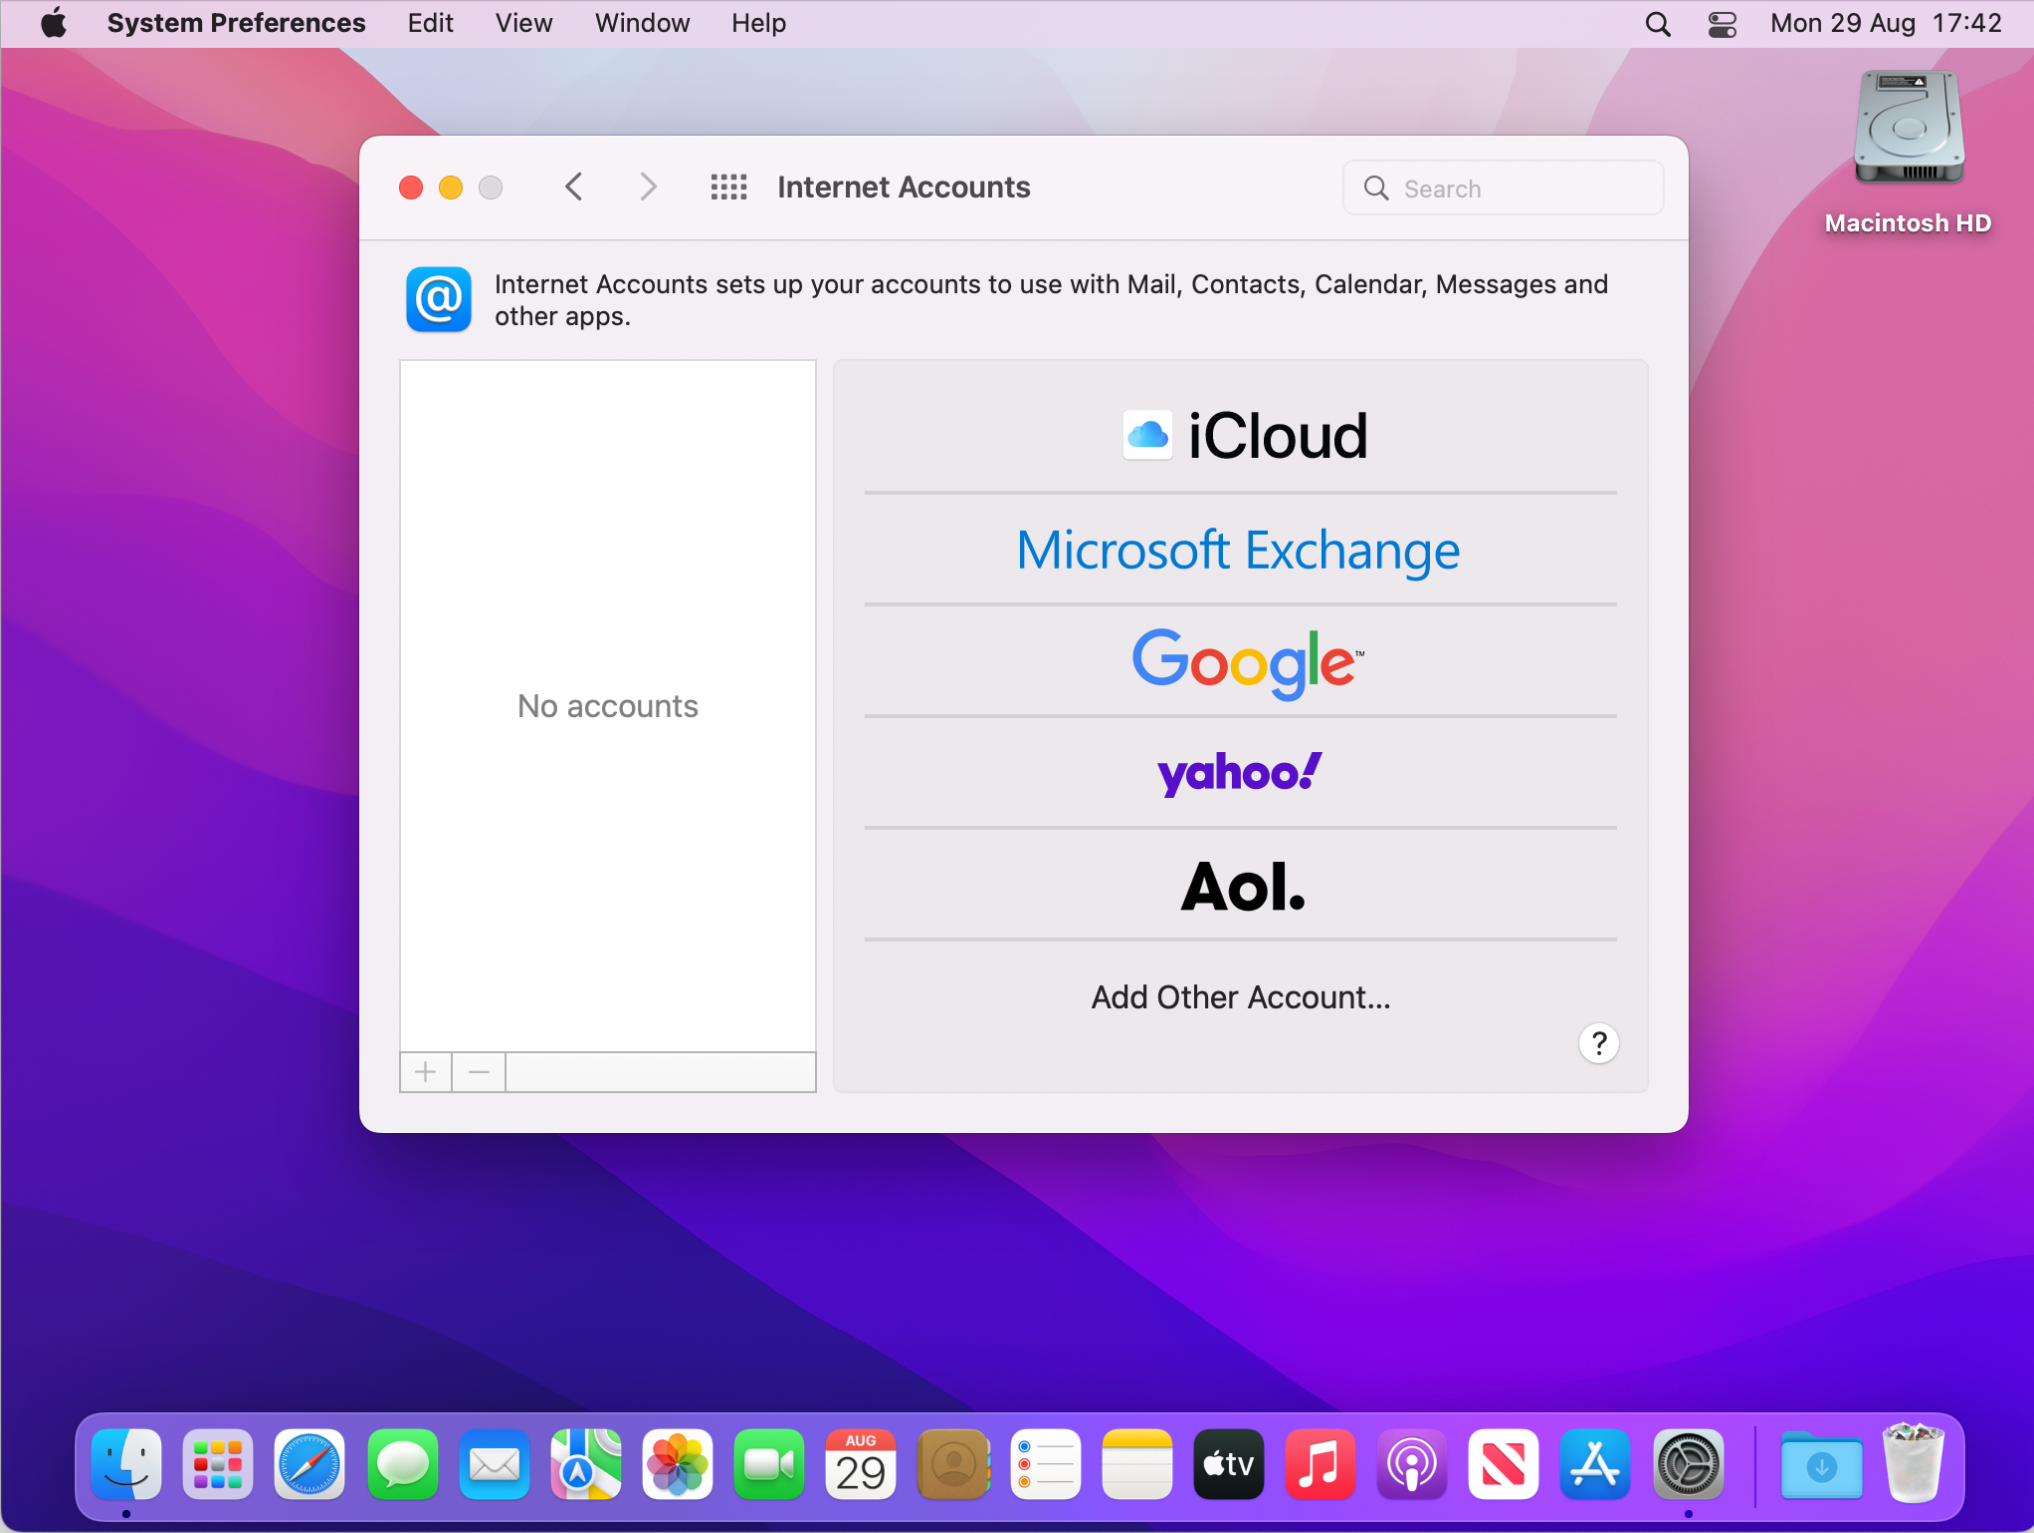 System Preferences Edit View Window Help Mon 29 Aug 17:42
Macintosh HD
Internet Accounts Search
Internet Accounts sets up your accounts to use with Mail, Contacts, Calendar, Messages and
other apps.
iCloud
Microsoft Exchange
Google™
yahoo!
No accounts
Aol.
Add Other Account...
?
AUG
29
tv